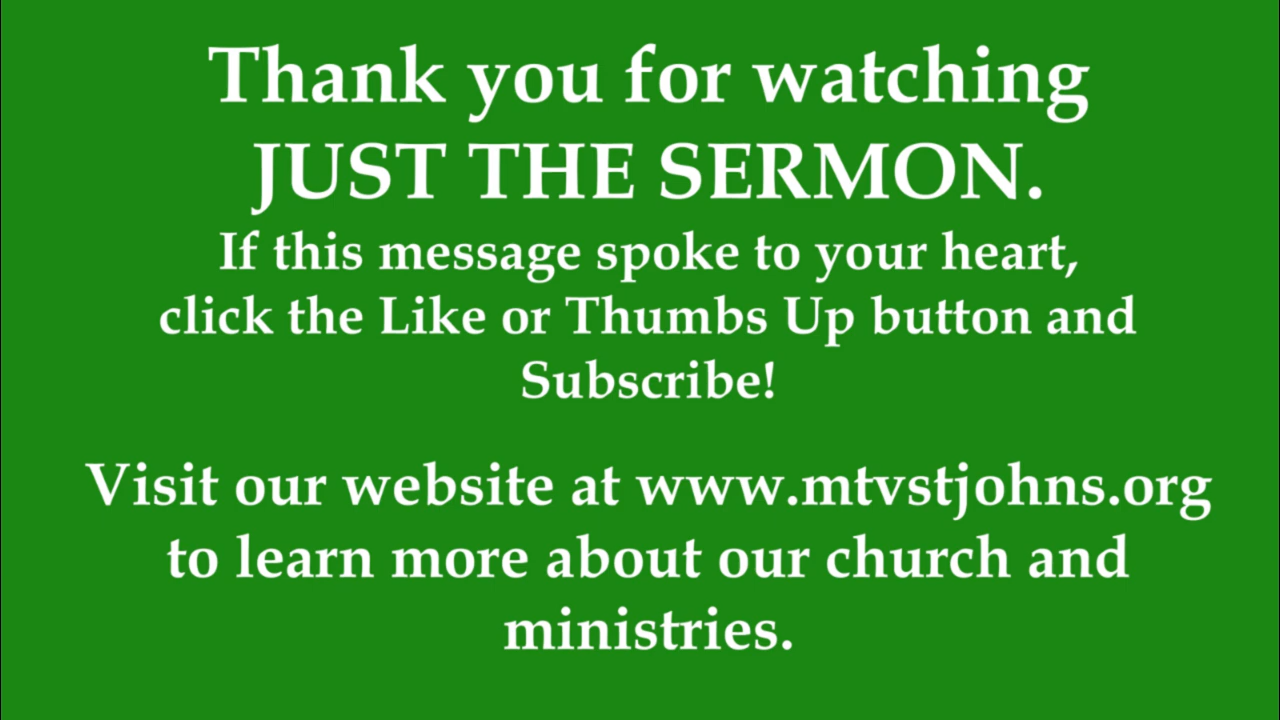 Thank you for watching
JUST THE SERMON.
If this message spoke to your heart,
click the Like or Thumbs Up button and
Subscribe!
Visit our website at www.mtvstjohns.org
to learn more about our church and
ministries.